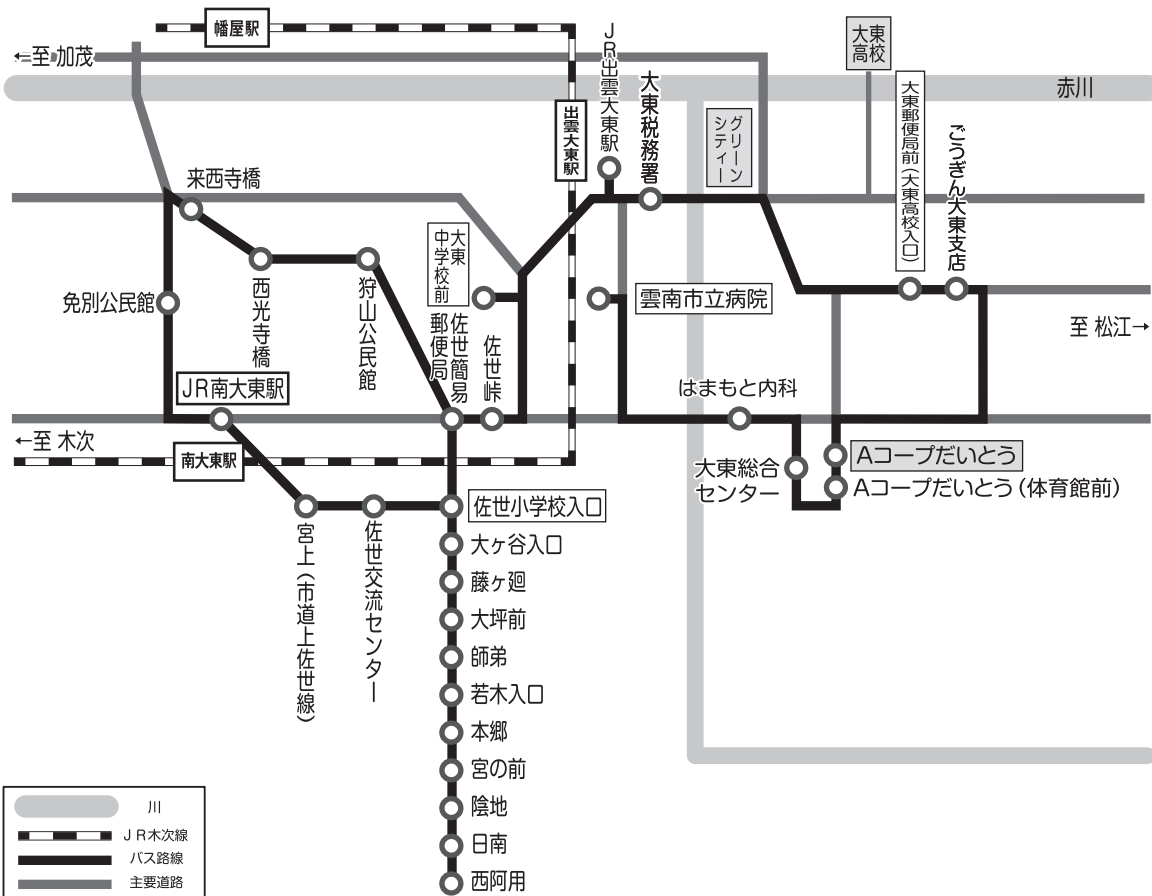 幡屋駅
←至 加茂
JR出雲大東駅
大東税務署
大東
高校
赤川
出雲大東駅
グリーン
シティー
大東郵便局前(大東高校入口)
ごうぎん大東支店
来西寺橋
西光寺橋
狩山公民館
免別公民館
大東
中学校前
佐世簡易
郵便局
佐世峠
雲南市立病院
至 松江→
JR南大東駅
はまもと内科
←至 木次
南大東駅
大東総合
センター
Aコープだいとう
Aコープだいとう(体育館前)
宮上(市道上佐世線)
佐世交流センター
佐世小学校入口
大ヶ谷入口
藤ヶ廻
大坪前
師弟
若木入口
本郷
宮の前
陰地
日南
西阿用
川
JR木次線
バス路線
主要道路